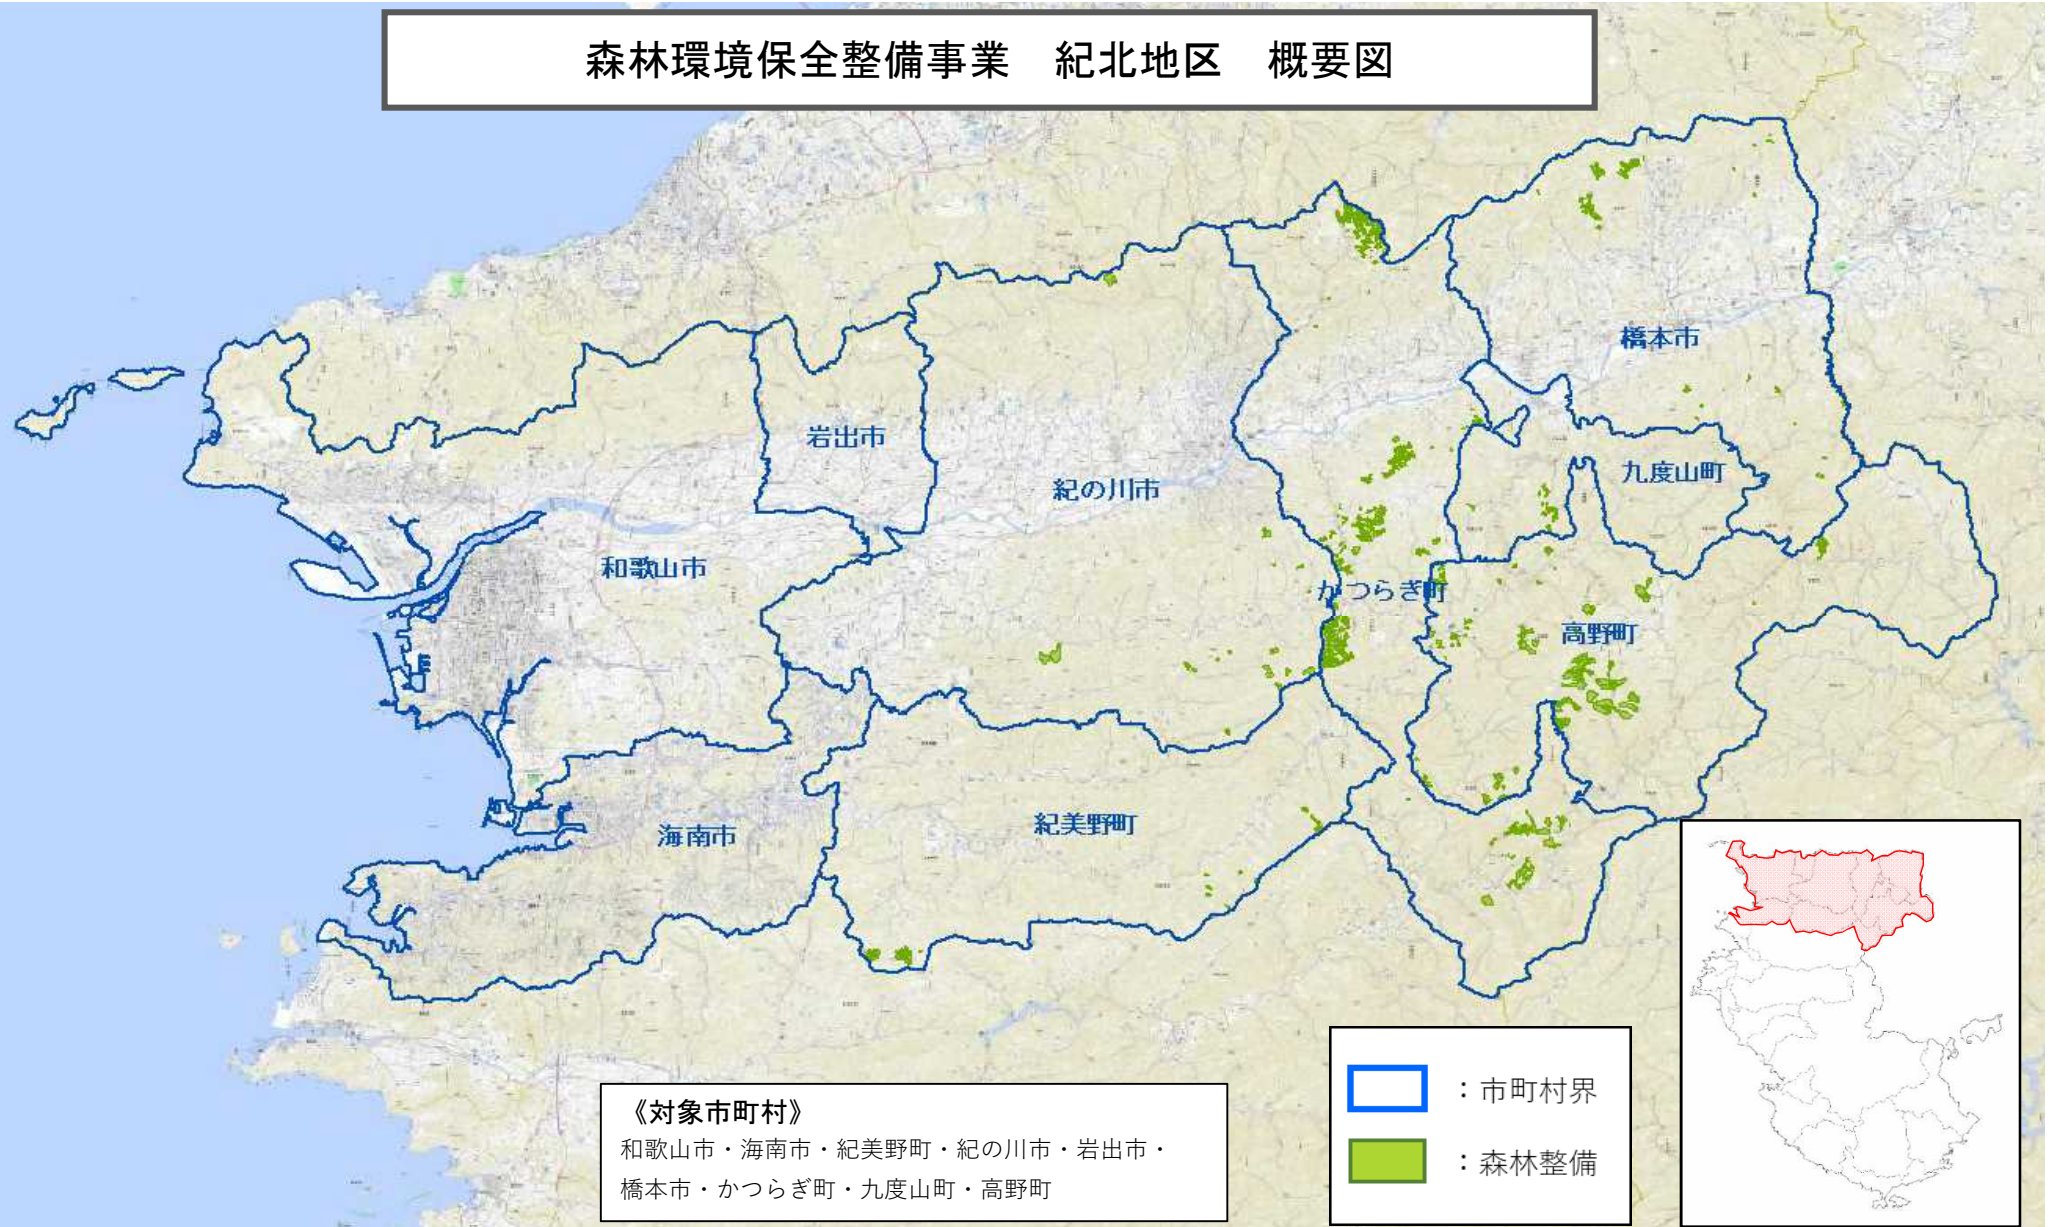 森林環境保全整備事業　紀北地区　概要図
橋本市
岩出市
九度山町
紀の川市
和歌山市
かつらぎ町
高野町
海南市
紀美野町
《対象市町村》
和歌山市・海南市・紀美野町・紀の川市・岩出市・
橋本市・かつらぎ町・九度山町・高野町
：市町村界
：森林整備